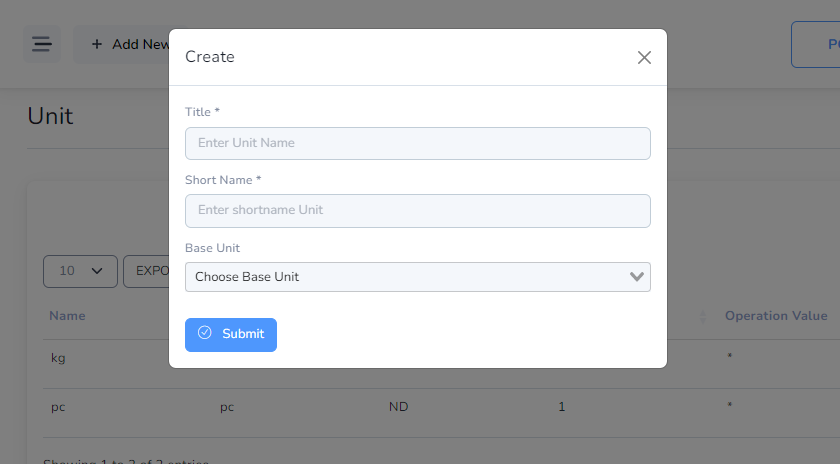 + Add New
Create
Unit
Title *
Enter Unit Name
Short Name *
Enter shortname Unit
Base Unit
Choose Base Unit
Submit
10
Name
Operation Value
kg
*
pc
pc
ND
1
*
Showing 1 to 2 of 2 entries